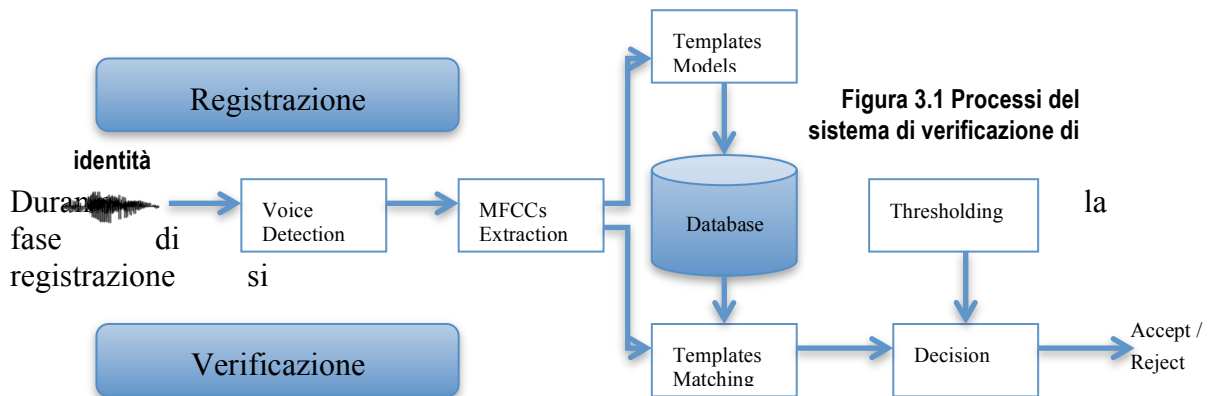 Templates
Models
Registrazione
Figura 3.1 Processi del
sistema di verificazione di
identità
Voice
Detection
MFCCs
Extraction
Database
Thresholding
la
fase di
registrazione si
Verificazione
Templates
Matching
Decision
Accept /
Reject